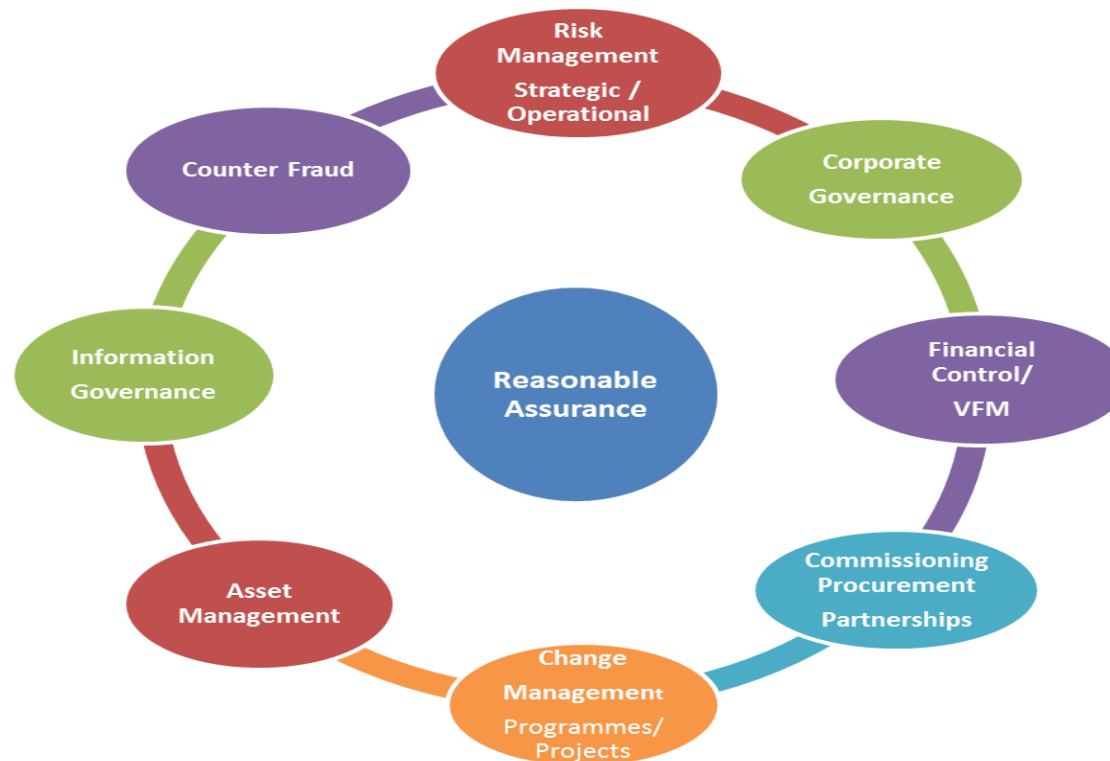 Risk
Management
Strategic /
Operational
Counter Fraud
Corporate
Governance
Information
Governance
Reasonable
Assurance
Financial
Control/
VFM
Asset
Management
Commissioning
Procurement
Partnerships
Change
Management
Programmes/
Projects